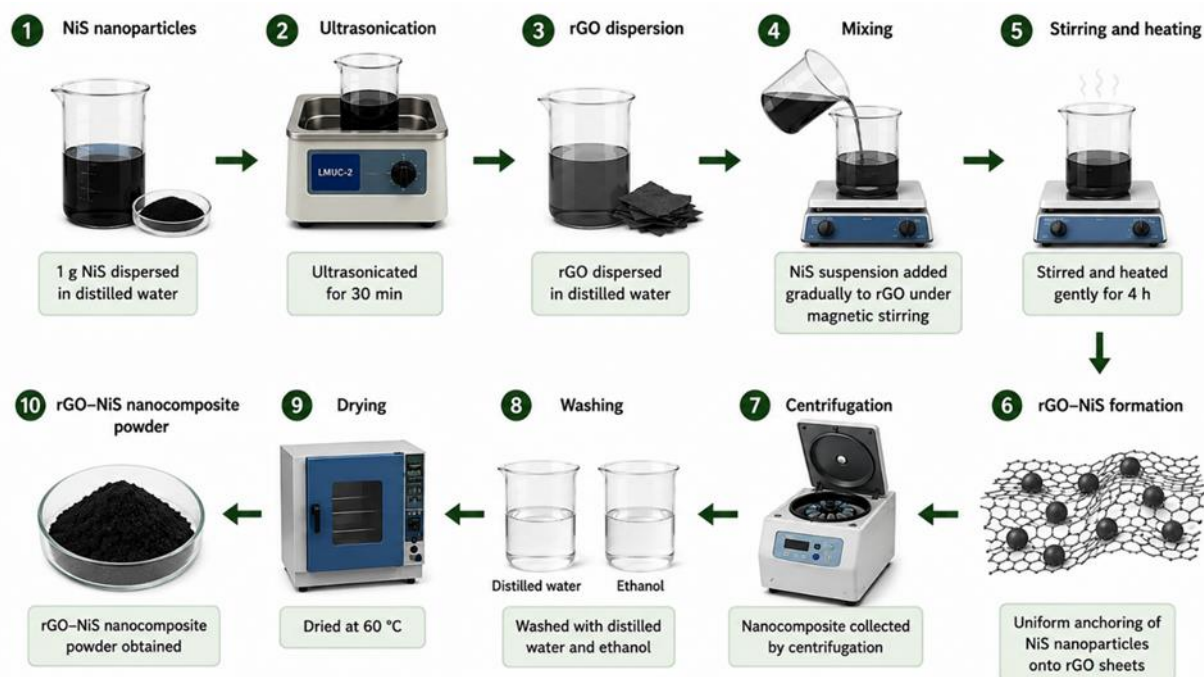 1 NiS nanoparticles
1 g NiS dispersed
in distilled water
2 Ultrasonication
LMUC-2
Ultrasonicated
for 30 min
3 rGO dispersion
rGO dispersed
in distilled water
4 Mixing
NiS suspension added
gradually to rGO under
magnetic stirring
5 Stirring and heating
Stirred and heated
gently for 4 h
6 rGO–NiS formation
Uniform anchoring of
NiS nanoparticles
onto rGO sheets
7 Centrifugation
Nanocomposite collected
by centrifugation
8 Washing
Distilled water
Ethanol
Washed with distilled
water and ethanol
9 Drying
Dried at 60 °C
10 rGO–NiS nanocomposite
powder
rGO–NiS nanocomposite
powder obtained